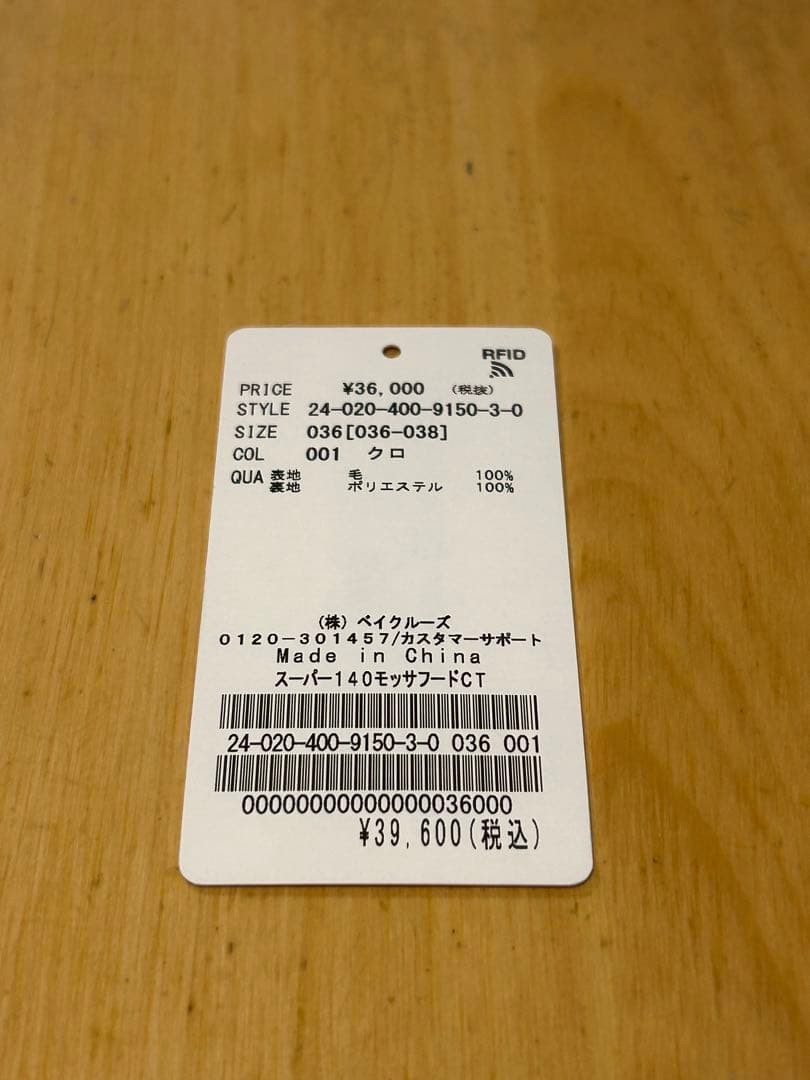 RFID
PRICE ¥36,000 (税抜)
STYLE 24-020-400-9150-3-0
SIZE 036[036-038]
COL 001 クロ
QUA 表地 毛 100%
裏地 ポリエステル 100%
(株) ベイクルーズ
0120-301457/カスタマーサポート
Made in China
スーパー140モッサフードCT
24-020-400-9150-3-0 036 001
00000000000000036000
¥39,600(税込)